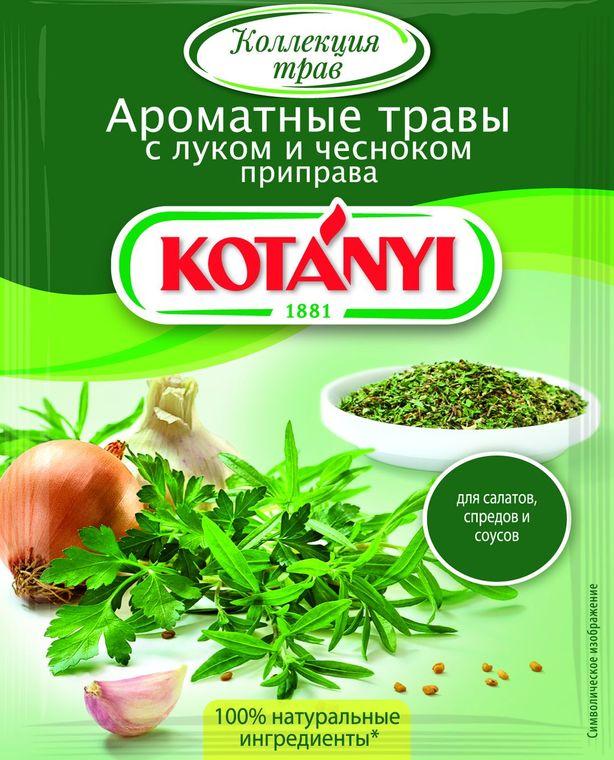 Коллекция
трав
Ароматные травы
с луком и чесноком
приправа
KOTÁNYI
1881
для салатов,
спредов и
соусов
100% натуральные
ингредиенты*
Символическое изображение